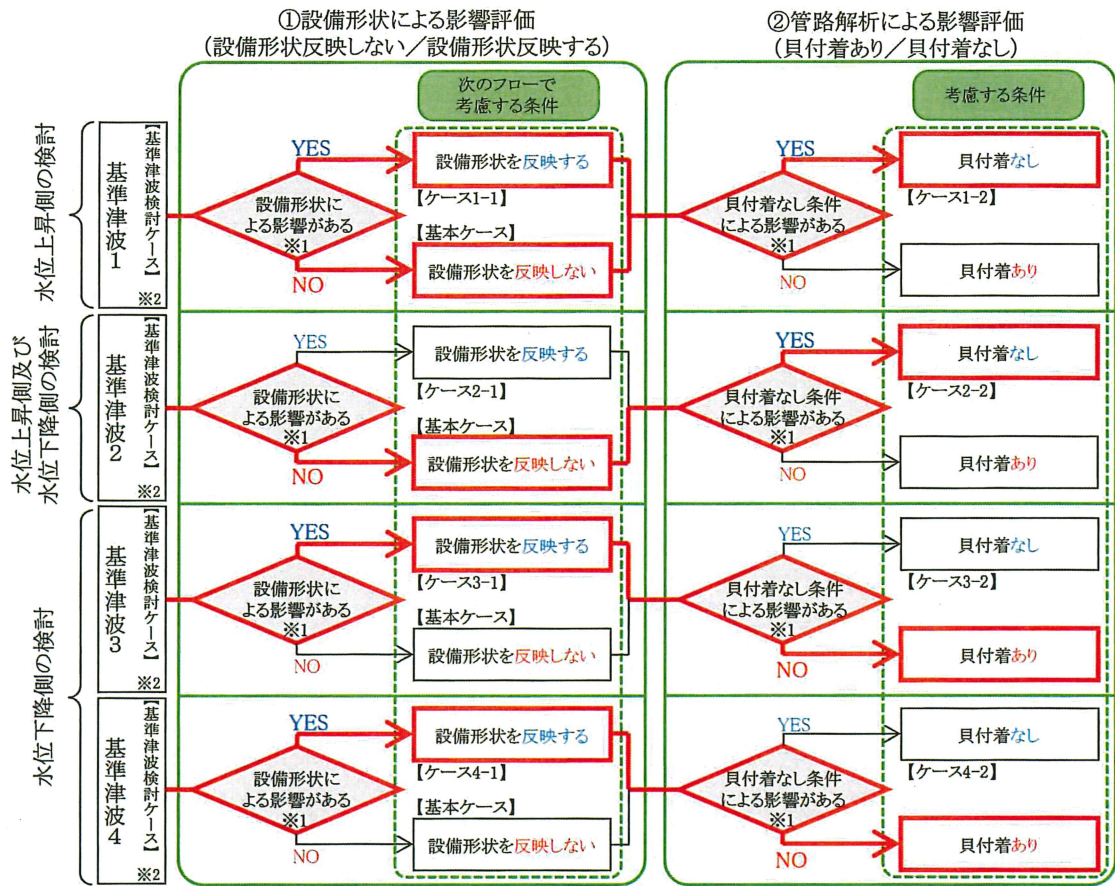 ①設備形状による影響評価
(設備形状反映しない／設備形状反映する)
②管路解析による影響評価
(貝付着あり／貝付着なし)
次のフローで
考慮する条件
考慮する条件
水位上昇側の検討
基準津波1
【基準津波検討ケース】
※2
設備形状に
よる影響がある
※1
YES
設備形状を反映する
【ケース1-1】
【基本ケース】
設備形状を反映しない
NO
貝付着なし条件
による影響がある
※1
YES
貝付着なし
【ケース1-2】
貝付着あり
NO
水位上昇側及び
水位下降側の検討
基準津波2
【基準津波検討ケース】
※2
設備形状に
よる影響がある
※1
YES
設備形状を反映する
【ケース2-1】
【基本ケース】
設備形状を反映しない
NO
貝付着なし条件
による影響がある
※1
YES
貝付着なし
【ケース2-2】
貝付着あり
NO
水位下降側の検討
基準津波3
【基準津波検討ケース】
※2
設備形状に
よる影響がある
※1
YES
設備形状を反映する
【ケース3-1】
【基本ケース】
設備形状を反映しない
NO
貝付着なし条件
による影響がある
※1
YES
貝付着なし
【ケース3-2】
貝付着あり
NO
基準津波4
【基準津波検討ケース】
※2
設備形状に
よる影響がある
※1
YES
設備形状を反映する
【ケース4-1】
【基本ケース】
設備形状を反映しない
NO
貝付着なし条件
による影響がある
※1
YES
貝付着なし
【ケース4-2】
貝付着あり
NO